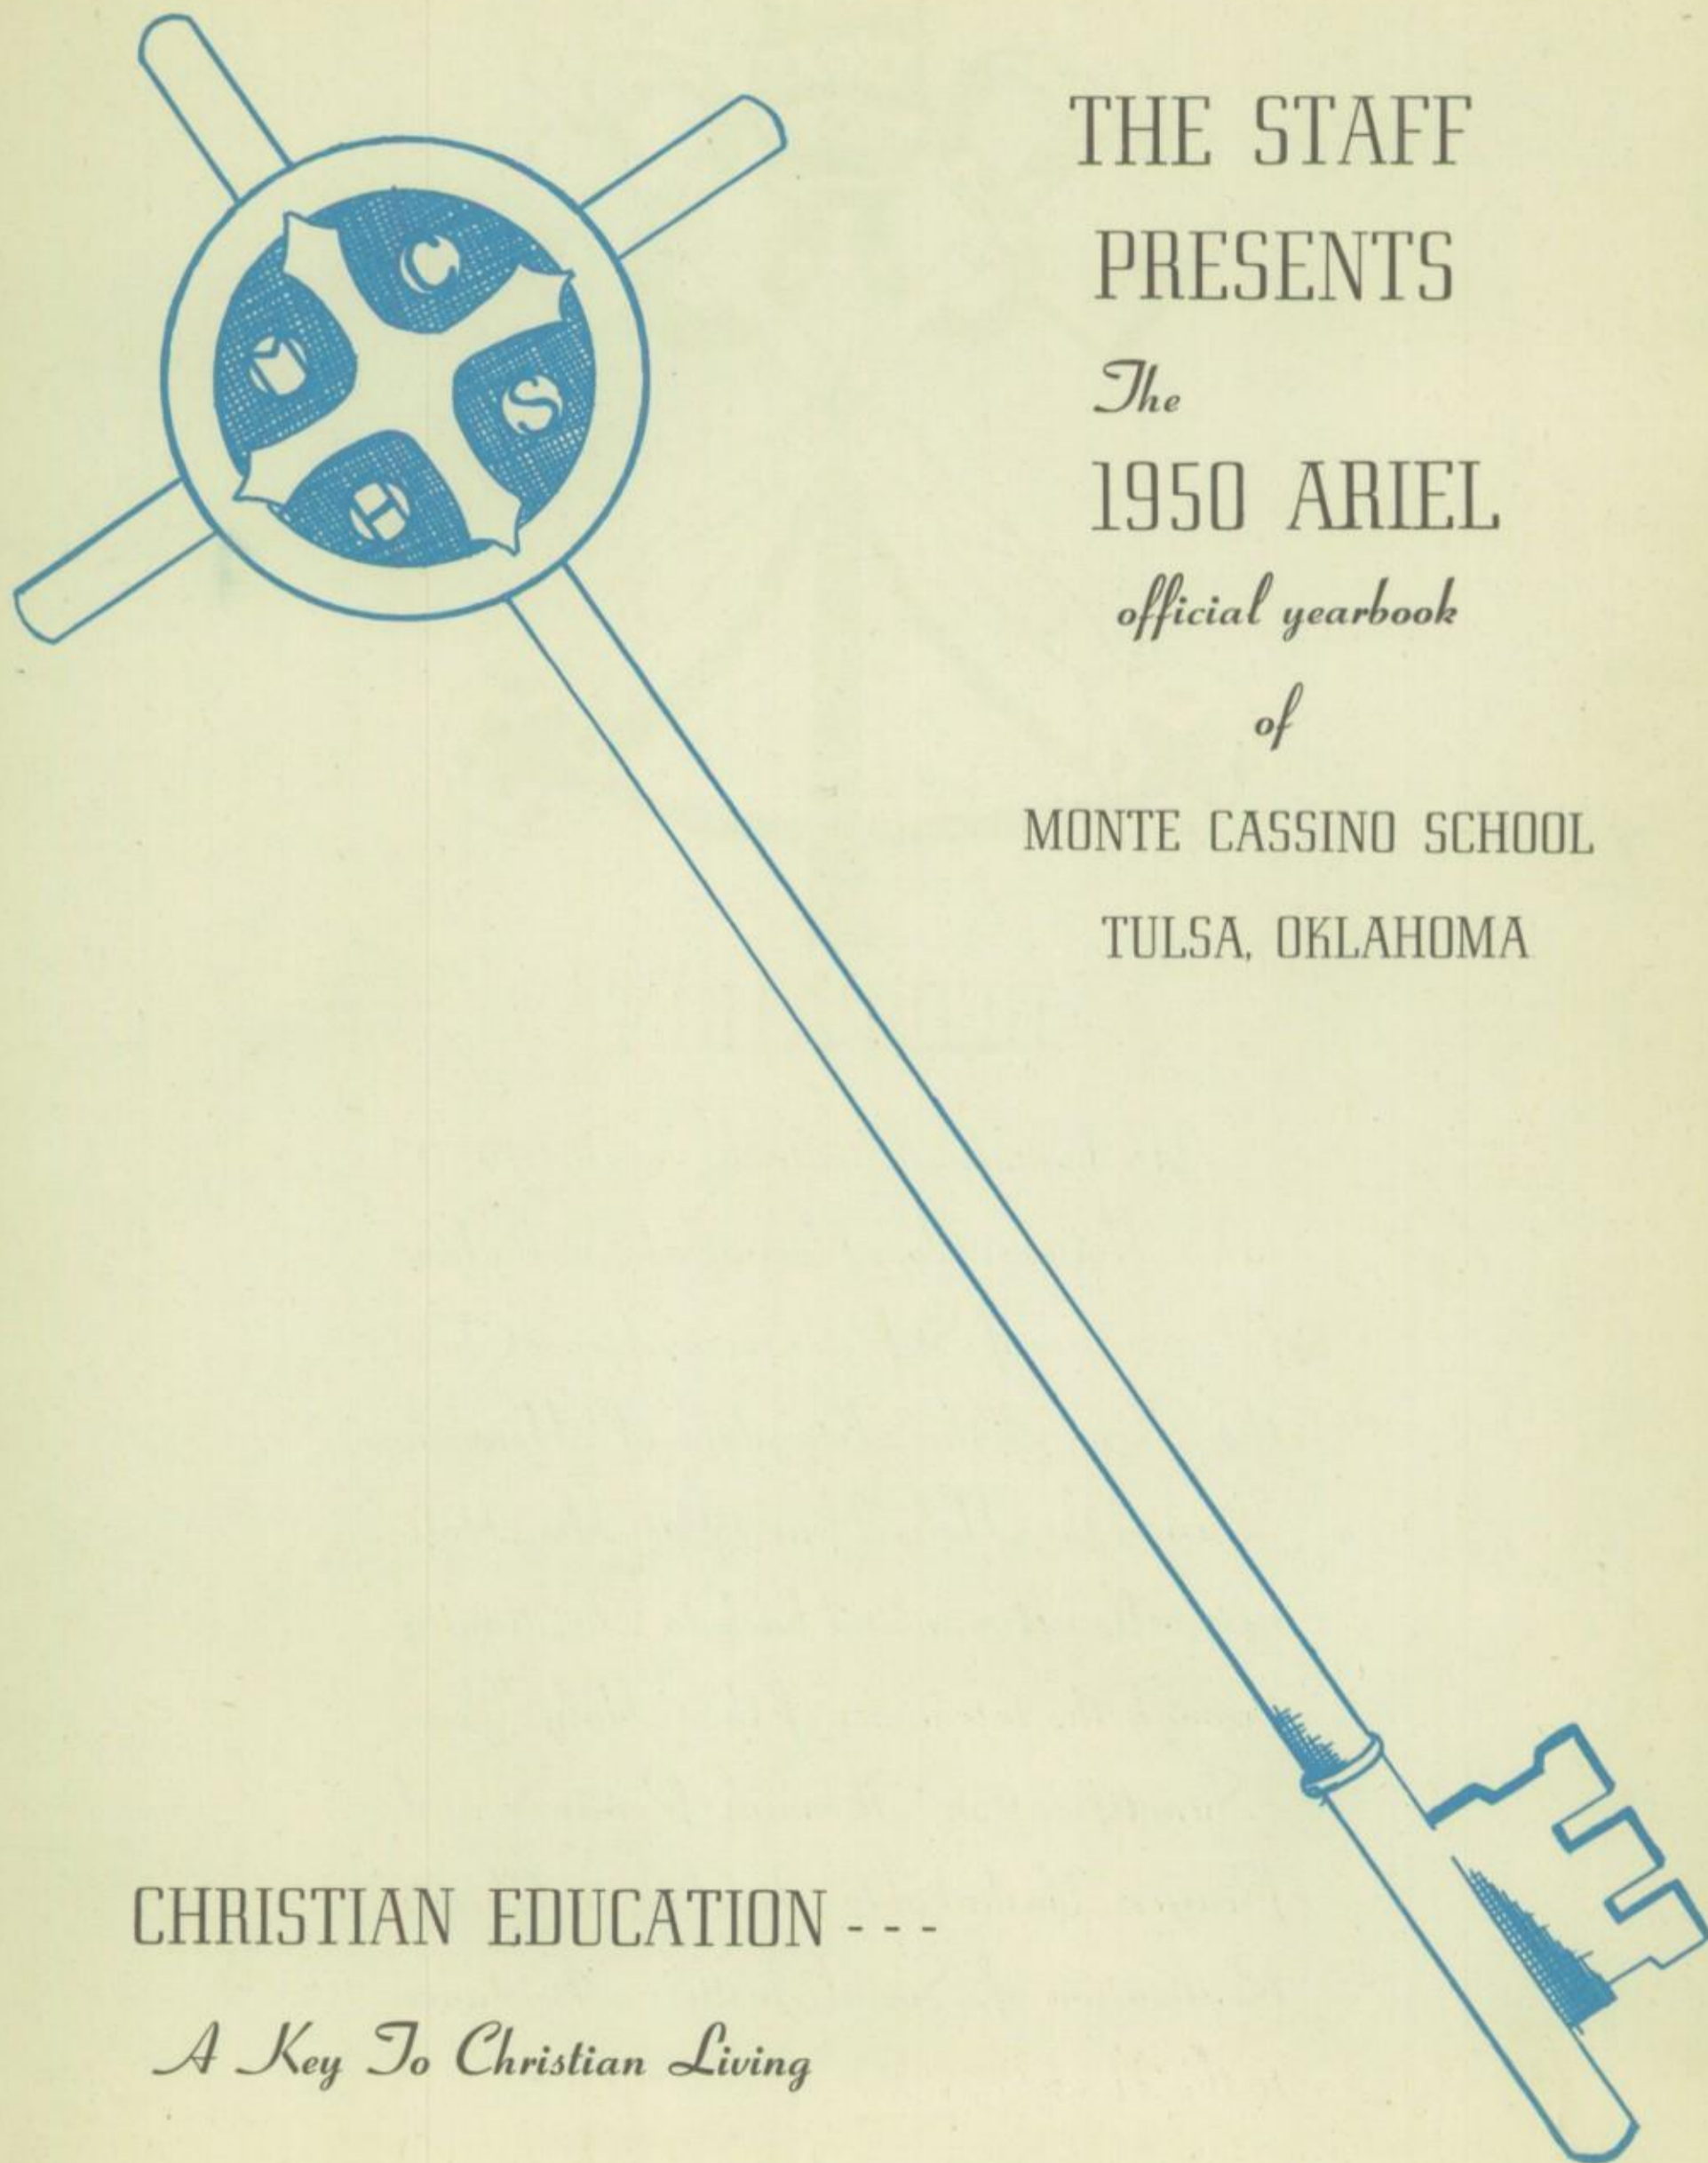 C
M
S
H
THE STAFF
PRESENTS
The
1950 ARIEL
official yearbook
of
MONTE CASSINO SCHOOL
TULSA, OKLAHOMA
CHRISTIAN EDUCATION - - -
A Key To Christian Living